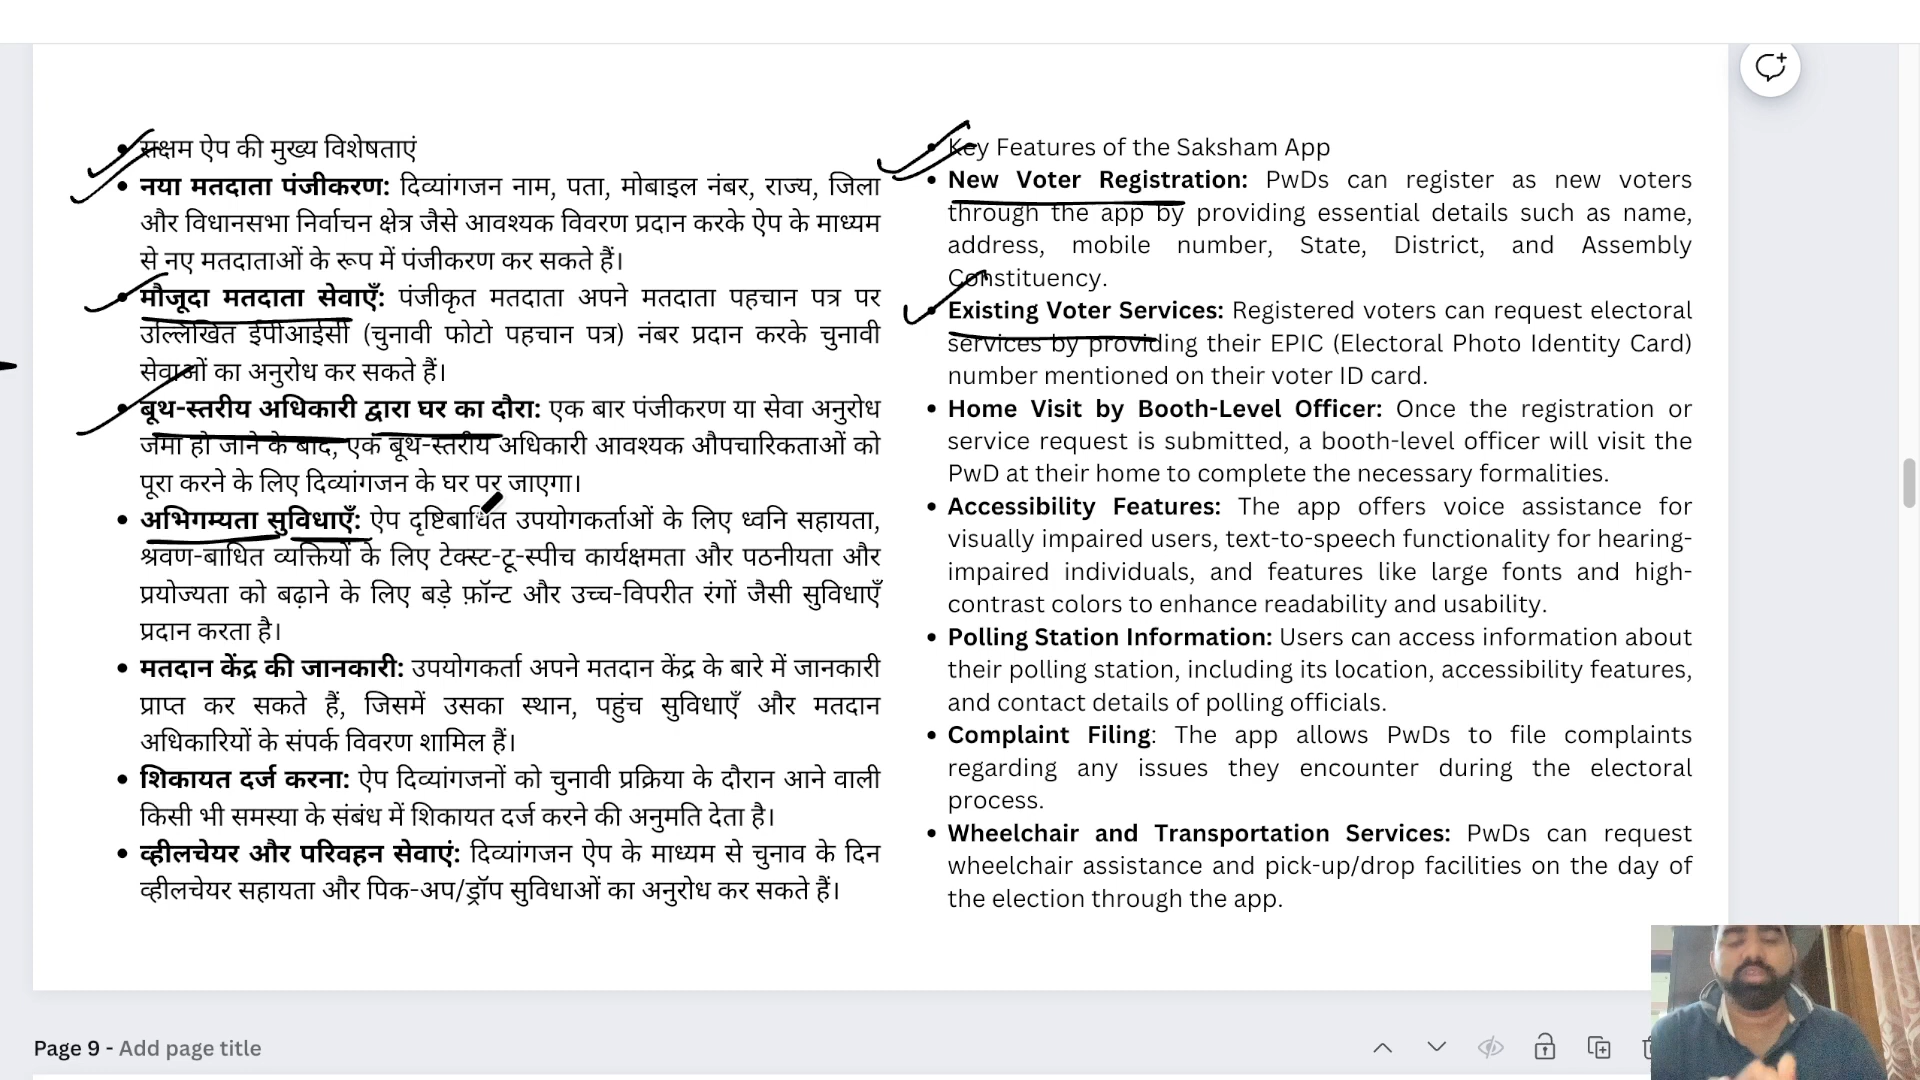 सक्षम ऐप की मुख्य विशेषताएं
नया मतदाता पंजीकरण: दिव्यांगजन नाम, पता, मोबाइल नंबर, राज्य, जिला
और विधानसभा निर्वाचन क्षेत्र जैसे आवश्यक विवरण प्रदान करके ऐप के माध्यम
से नए मतदाताओं के रूप में पंजीकरण कर सकते हैं।
मौजूदा मतदाता सेवाएँ: पंजीकृत मतदाता अपने मतदाता पहचान पत्र पर
उल्लिखित ईपीआईसी (चुनावी फोटो पहचान पत्र) नंबर प्रदान करके चुनावी
सेवाओं का अनुरोध कर सकते हैं।
बूथ-स्तरीय अधिकारी द्वारा घर का दौरा: एक बार पंजीकरण या सेवा अनुरोध
जमा हो जाने के बाद, एक बूथ-स्तरीय अधिकारी आवश्यक औपचारिकताओं को
पूरा करने के लिए दिव्यांगजन के घर पर जाएगा।
अभिगम्यता सुविधाएँ: ऐप दृष्टिबाधित उपयोगकर्ताओं के लिए ध्वनि सहायता,
श्रवण-बाधित व्यक्तियों के लिए टेक्स्ट-टू-स्पीच कार्यक्षमता और पठनीयता और
प्रयोज्यता को बढ़ाने के लिए बड़े फ़ॉन्ट और उच्च-विपरीत रंगों जैसी सुविधाएँ
प्रदान करता है।
मतदान केंद्र की जानकारी: उपयोगकर्ता अपने मतदान केंद्र के बारे में जानकारी
प्राप्त कर सकते हैं, जिसमें उसका स्थान, पहुंच सुविधाएँ और मतदान
अधिकारियों के संपर्क विवरण शामिल हैं।
शिकायत दर्ज करना: ऐप दिव्यांगजनों को चुनावी प्रक्रिया के दौरान आने वाली
किसी भी समस्या के संबंध में शिकायत दर्ज करने की अनुमति देता है।
व्हीलचेयर और परिवहन सेवाएं: दिव्यांगजन ऐप के माध्यम से चुनाव के दिन
व्हीलचेयर सहायता और पिक-अप/ड्रॉप सुविधाओं का अनुरोध कर सकते हैं।
Key Features of the Saksham App
New Voter Registration: PwDs can register as new voters
through the app by providing essential details such as name,
address, mobile number, State, District, and Assembly
Constituency.
Existing Voter Services: Registered voters can request electoral
services by providing their EPIC (Electoral Photo Identity Card)
number mentioned on their voter ID card.
Home Visit by Booth-Level Officer: Once the registration or
service request is submitted, a booth-level officer will visit the
PwD at their home to complete the necessary formalities.
Accessibility Features: The app offers voice assistance for
visually impaired users, text-to-speech functionality for hearing-
impaired individuals, and features like large fonts and high-
contrast colors to enhance readability and usability.
Polling Station Information: Users can access information about
their polling station, including its location, accessibility features,
and contact details of polling officials.
Complaint Filing: The app allows PwDs to file complaints
regarding any issues they encounter during the electoral
process.
Wheelchair and Transportation Services: PwDs can request
wheelchair assistance and pick-up/drop facilities on the day of
the election through the app.
Page 9 - Add page title